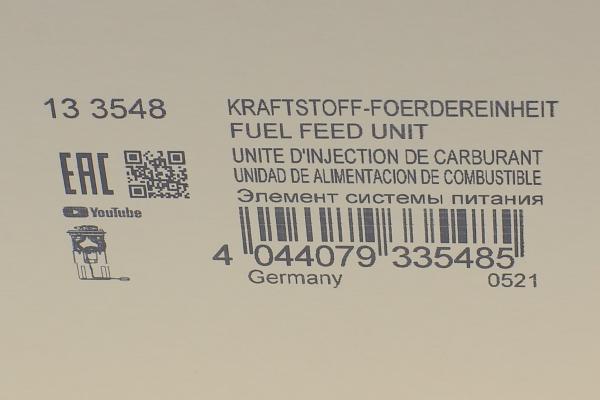 13 3548
KRAFTSTOFF-FOERDEREINHEIT
FUEL FEED UNIT
EAC
UNITE D'INJECTION DE CARBURANT
UNIDAD DE ALIMENTACION DE COMBUSTIBLE
Элемент системы питания
YouTube
4 044079 335485
Germany
0521